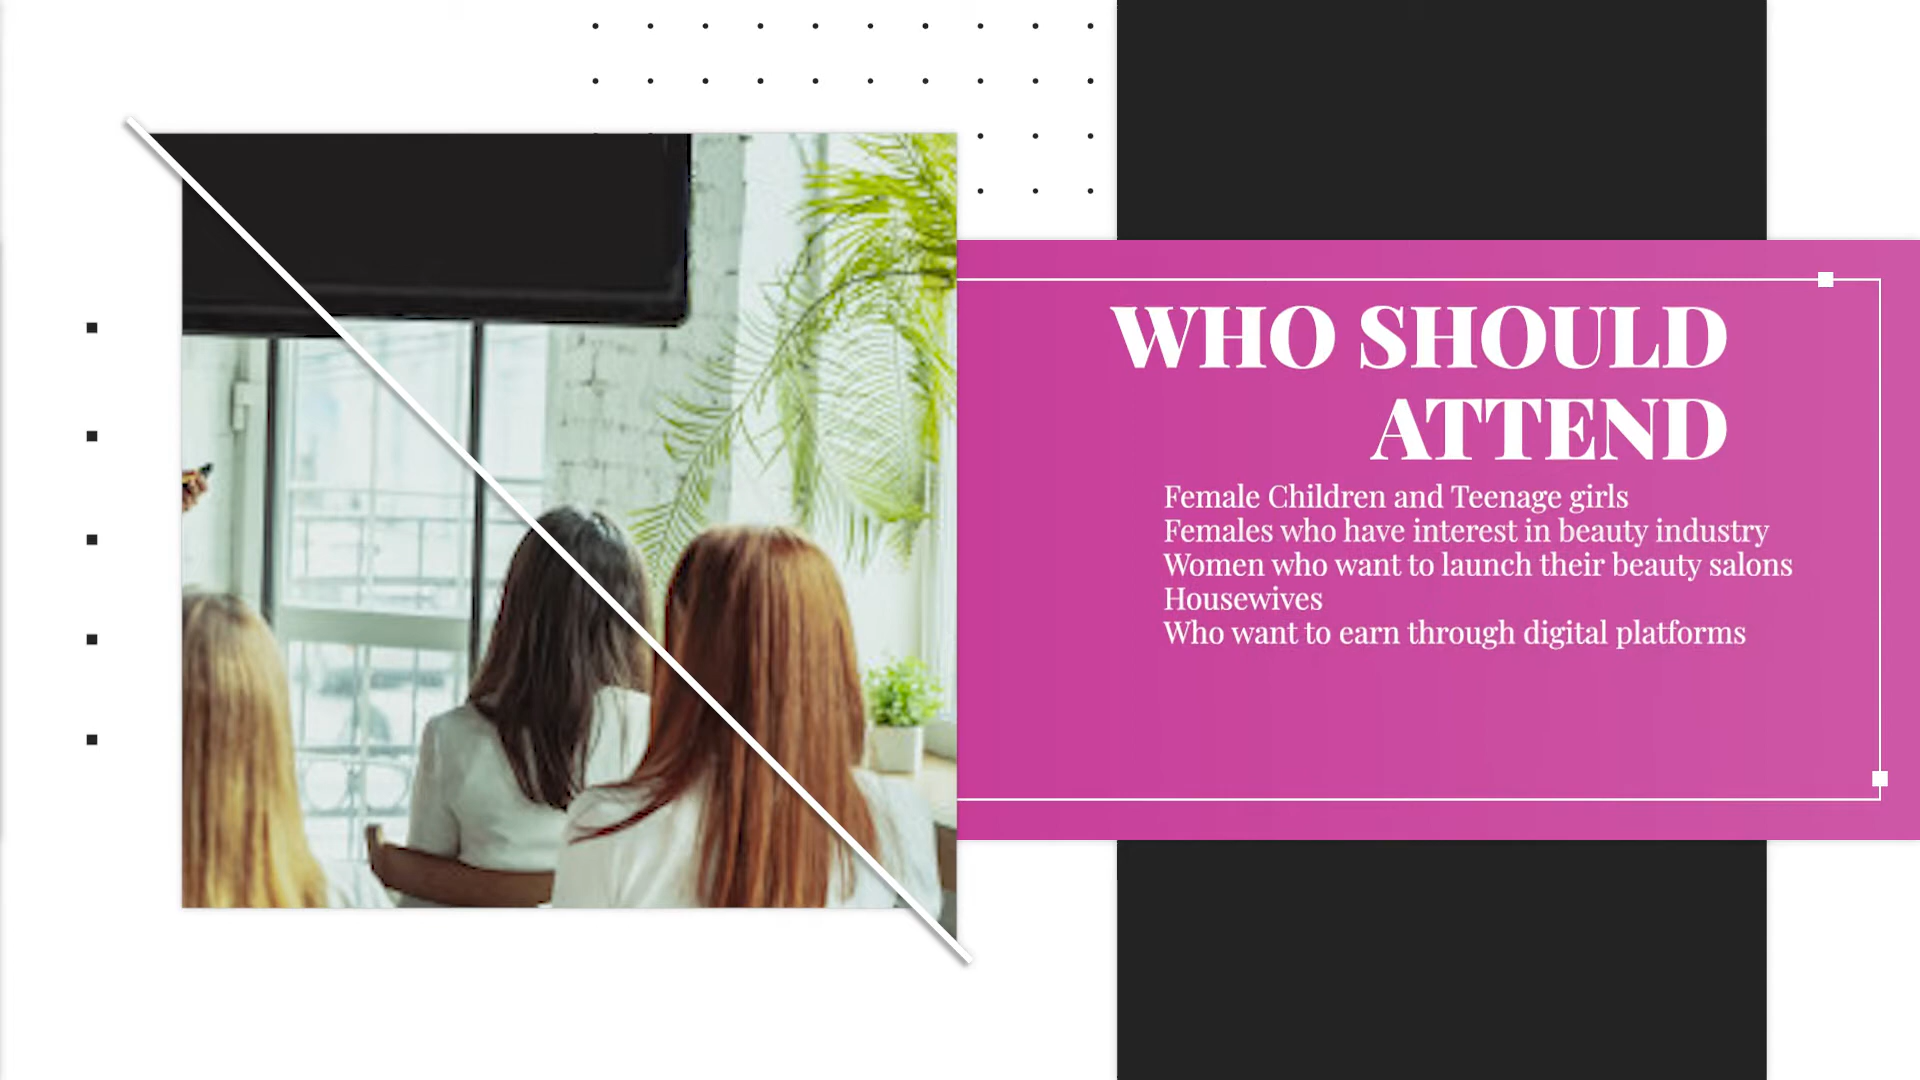 WHO SHOULD
ATTEND
Female Children and Teenage girls
Females who have interest in beauty industry
Women who want to launch their beauty salons
Housewives
Who want to earn through digital platforms